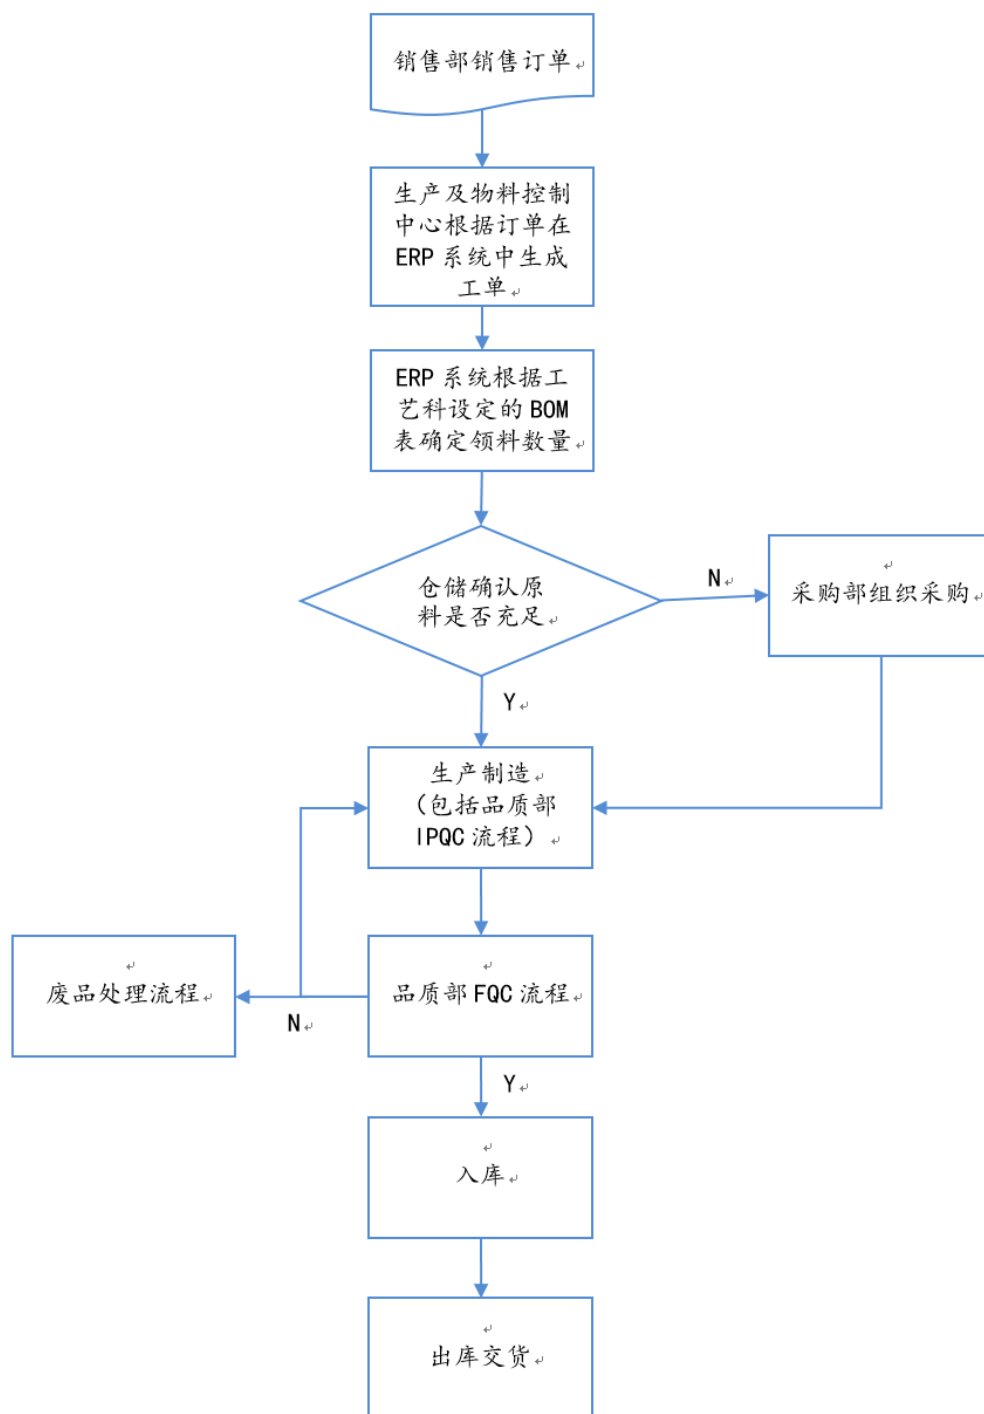 销售部销售订单
生产及物料控制
中心根据订单在
ERP 系统中生成
工单
ERP 系统根据工
艺科设定的 BOM
表确定领料数量
仓储确认原
料是否充足
N
采购部组织采购
Y
生产制造
（包括品质部
IPQC 流程）
废品处理流程
N
品质部 FQC 流程
Y
入库
出库交货